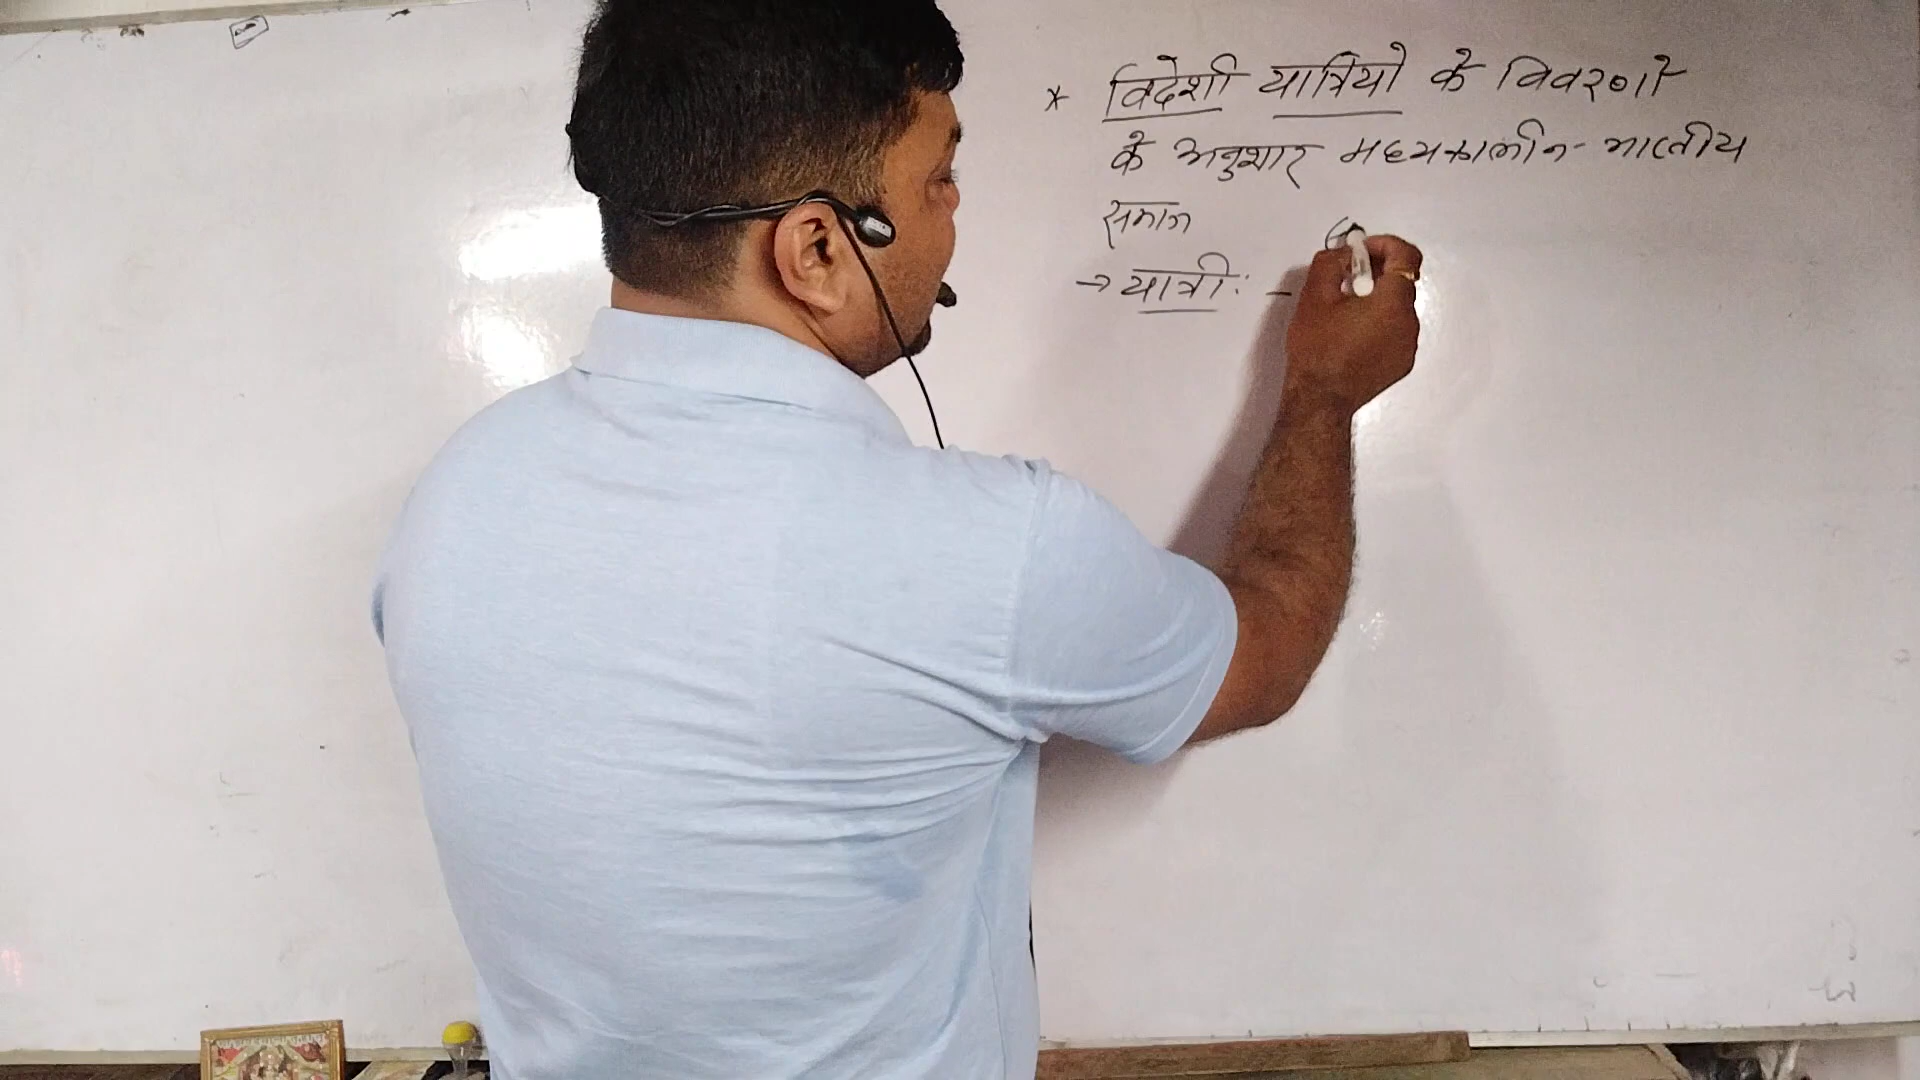 * विदेशी यात्रियो के विवरणो
के अनुशार मध्यकालीन- भारतीय
समाज
→ यात्री: -